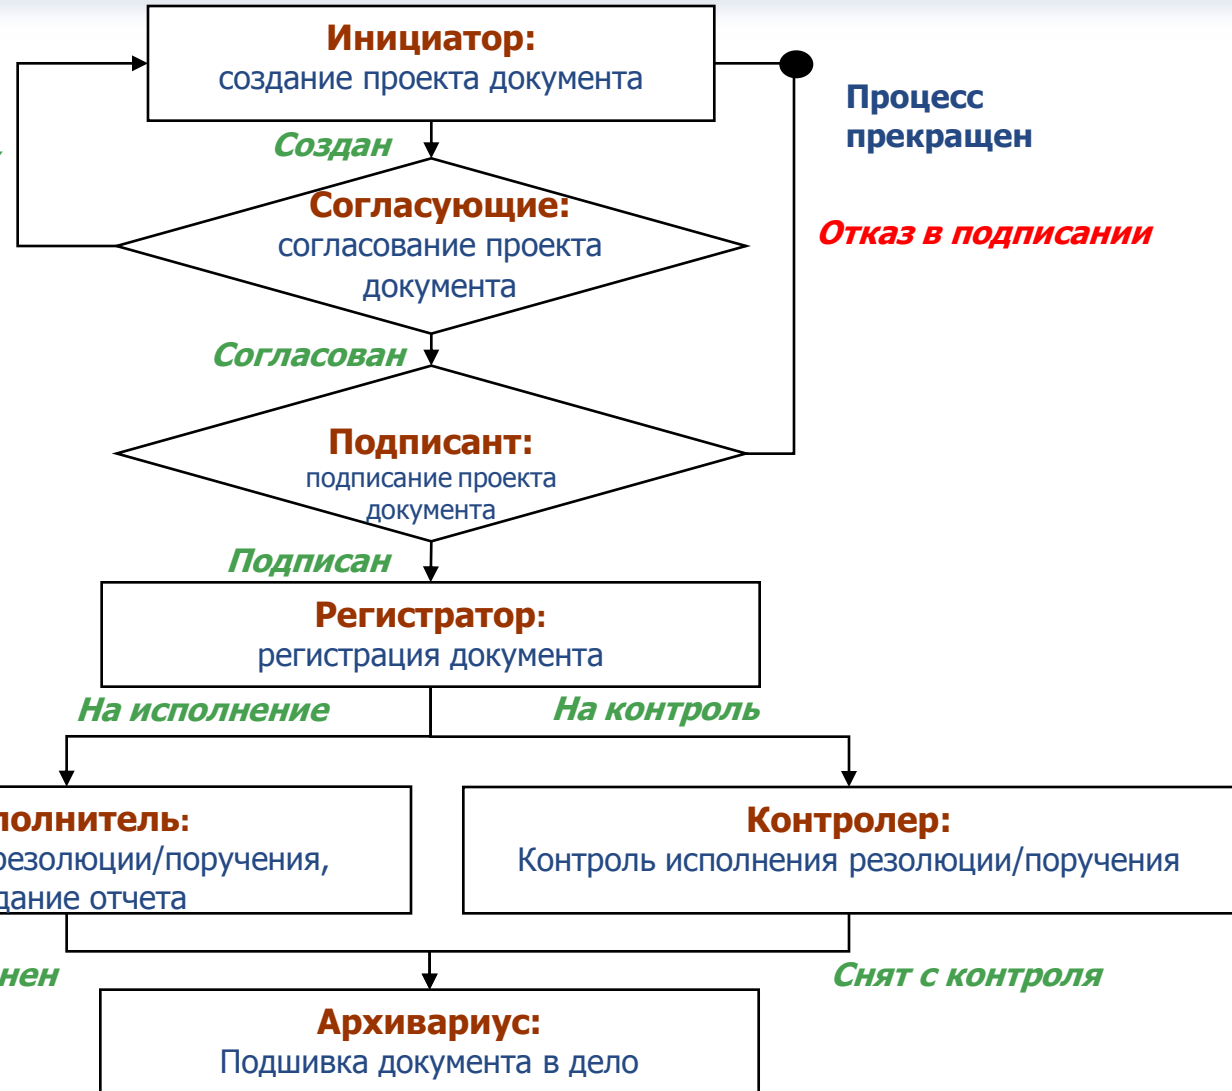 Инициатор:
создание проекта документа
Процесс
прекращен
Создан
Согласующие:
согласование проекта
документа
Отказ в подписании
Согласован
Подписант:
подписание проекта
документа
Подписан
Регистратор:
регистрация документа
На исполнение
На контроль
полнитель:
резолюции/поручения,
дание отчета
Контролер:
Контроль исполнения резолюции/поручения
нен
Снят с контроля
Архивариус:
Подшивка документа в дело